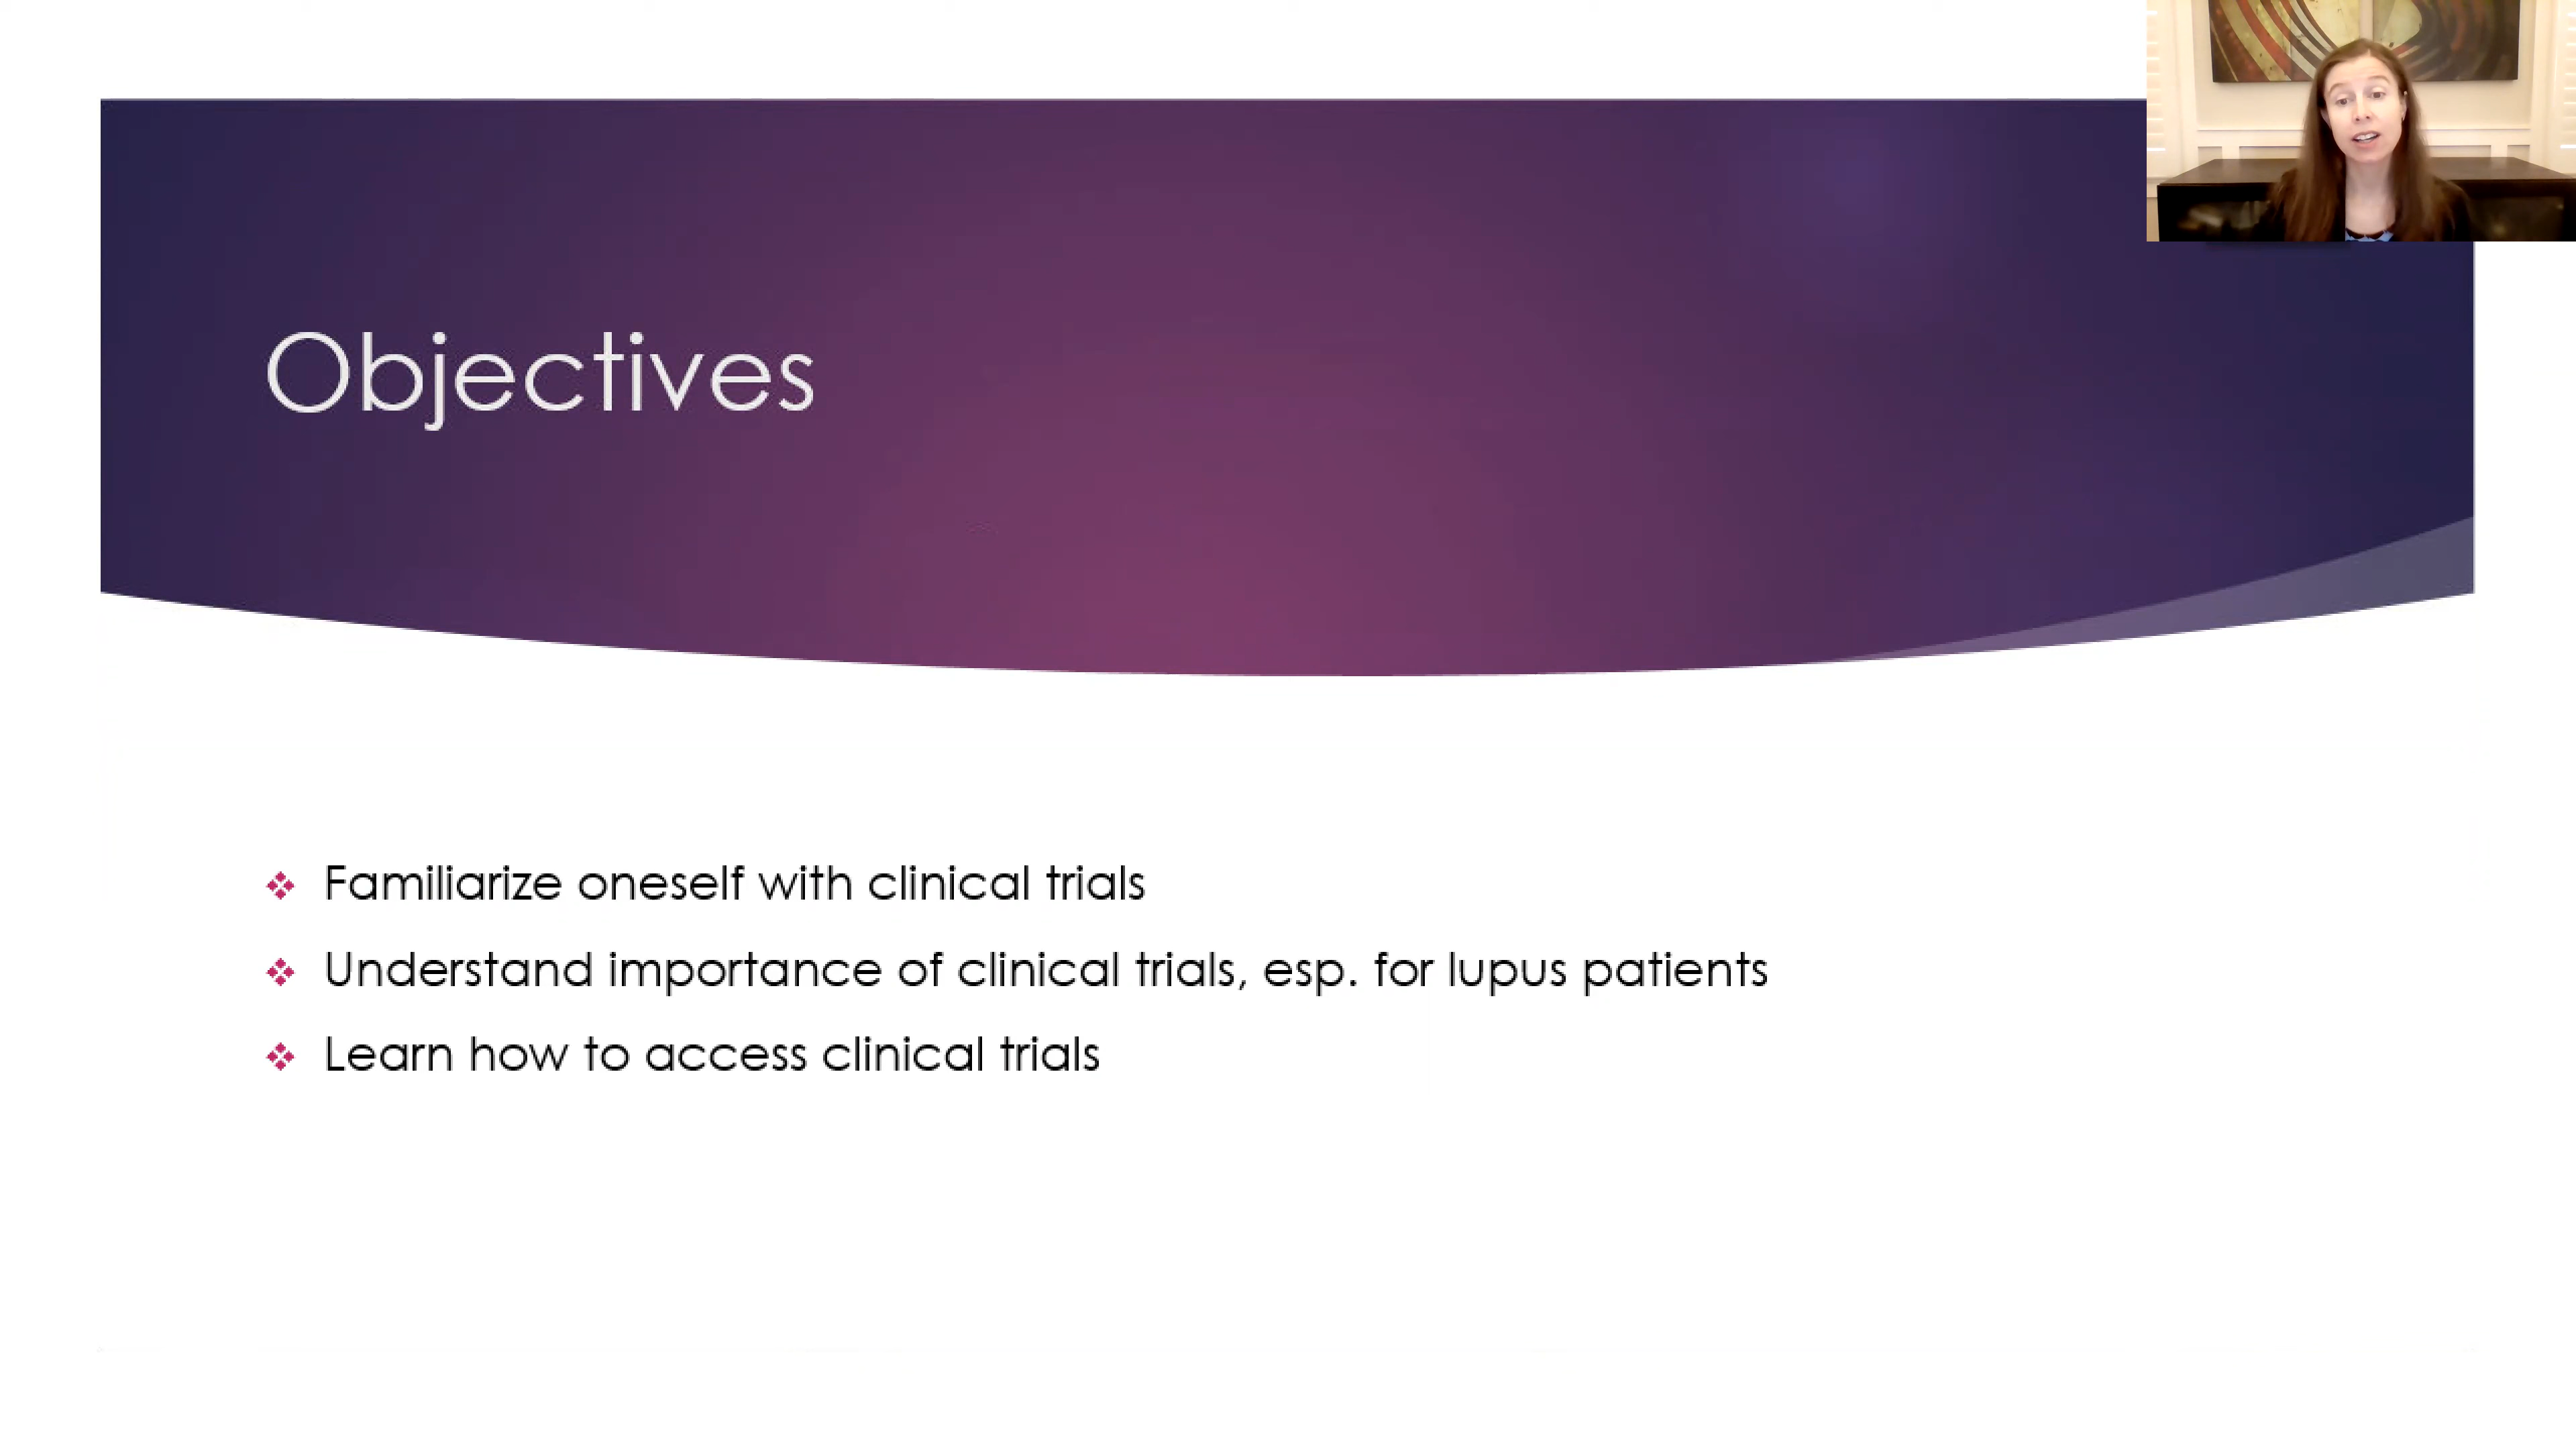 Objectives
Familiarize oneself with clinical trials
Understand importance of clinical trials, esp. for lupus patients
Learn how to access clinical trials